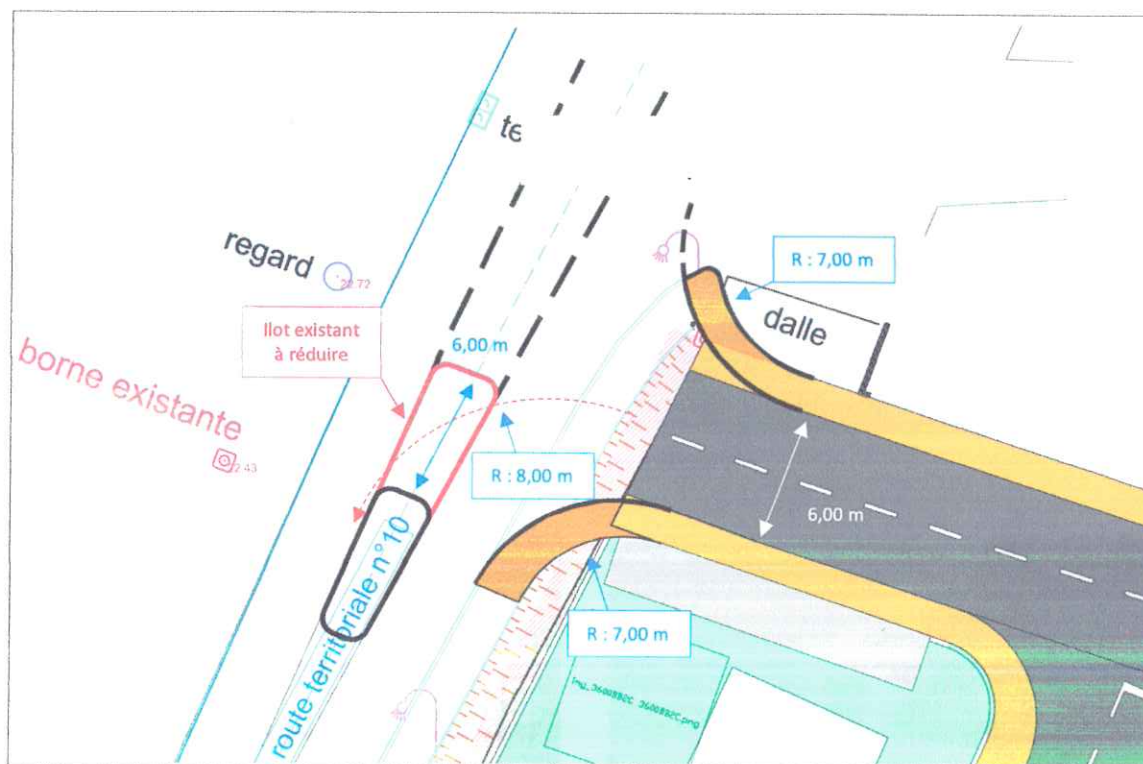 te
regard
22.72
R : 7,00 m
dalle
Ilot existant
à réduire
6,00 m
borne existante
2.43
R : 8,00 m
6,00 m
route territoriale n°10
R : 7,00 m